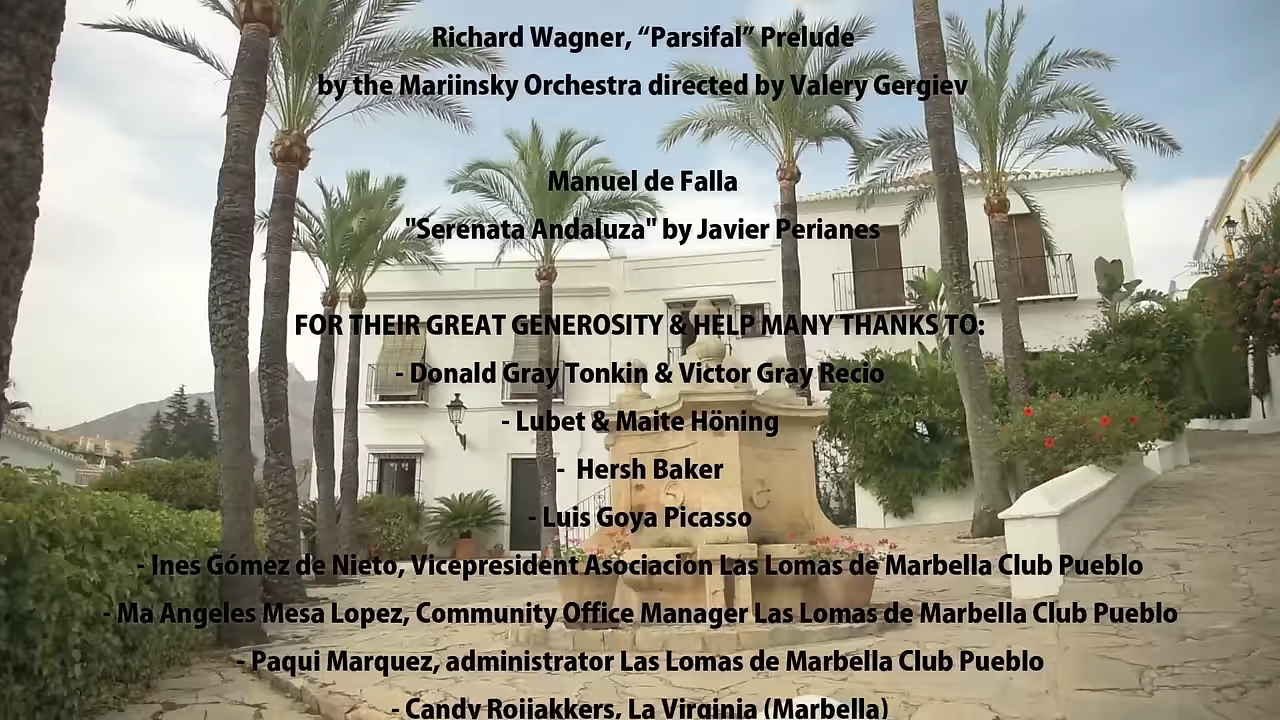 Richard Wagner, “Parsifal” Prelude
by the Mariinsky Orchestra directed by Valery Gergiev
Manuel de Falla
"Serenata Andaluza" by Javier Perianes
FOR THEIR GREAT GENEROSITY & HELP MANY THANKS TO:
- Donald Gray Tonkin & Victor Gray Recio
- Lubet & Maite Höning
- Hersh Baker
- Luis Goya Picasso
- Ines Gómez de Nieto, Vicepresident Asociacion Las Lomas de Marbella Club Pueblo
- Ma Angeles Mesa Lopez, Community Office Manager Las Lomas de Marbella Club Pueblo
- Paqui Marquez, administrator Las Lomas de Marbella Club Pueblo
- Candy Roijakkers, La Virginia (Marbella)